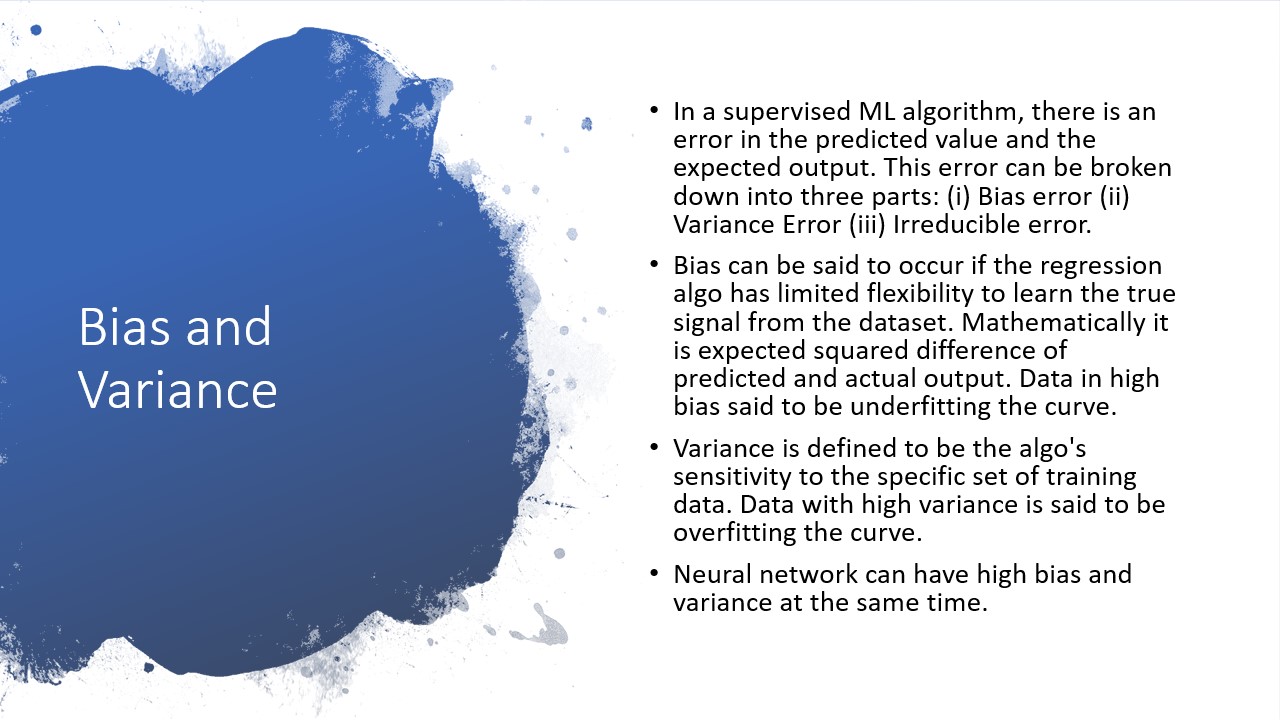 Bias and
Variance
• In a supervised ML algorithm, there is an
error in the predicted value and the
expected output. This error can be broken
down into three parts: (i) Bias error (ii)
Variance Error (iii) Irreducible error.
• Bias can be said to occur if the regression
algo has limited flexibility to learn the true
signal from the dataset. Mathematically it
is expected squared difference of
predicted and actual output. Data in high
bias said to be underfitting the curve.
• Variance is defined to be the algo's
sensitivity to the specific set of training
data. Data with high variance is said to be
overfitting the curve.
• Neural network can have high bias and
variance at the same time.